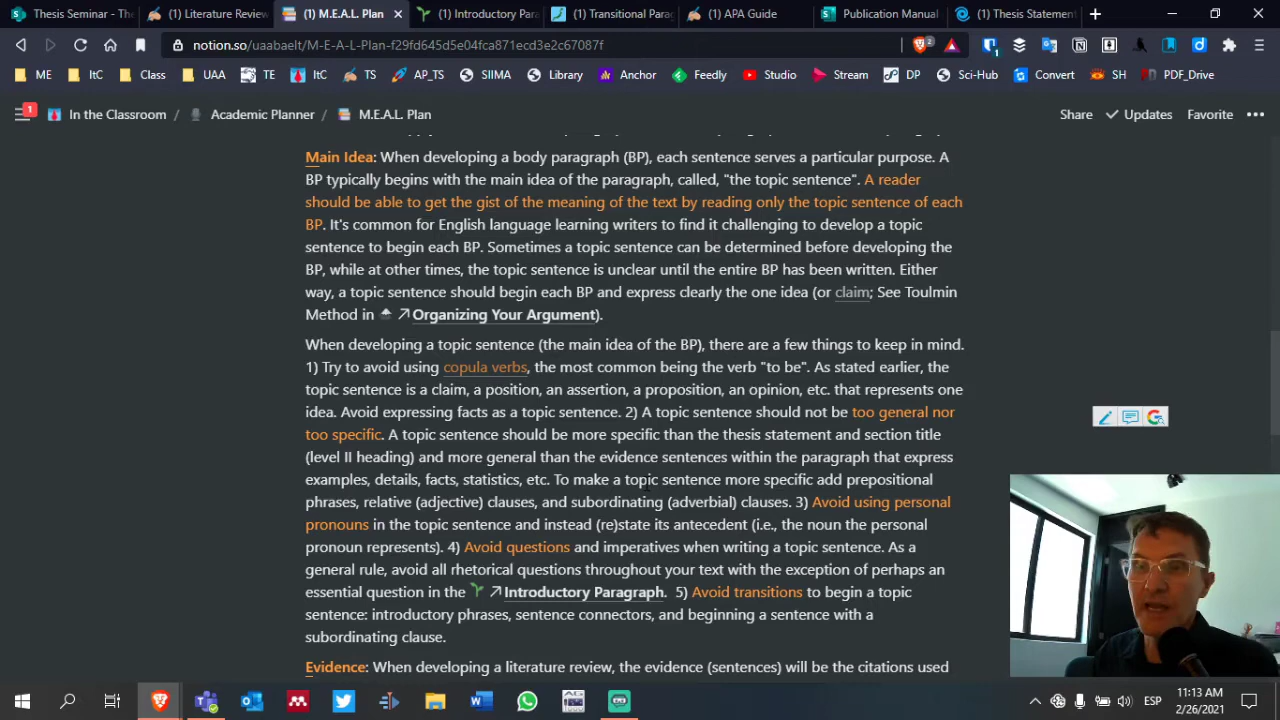 (1) Thesis Seminar -
(1) Literature Review
(1) M.E.A.L. Plan
(1) Introductory Para
(1) Transitional Parag
(1) APA Guide
Publication Manual
(1) Thesis Statement
notion.so/uaabaelt/M-E-A-L-Plan-f29fd645d5e04fca871ecd3e2c67087f
2
ME
ItC
Class
UAA
TE
ItC
TS
AP_TS
SIIMA
Library
Anchor
Feedly
Studio
Stream
DP
Sci-Hub
Convert
SH
PDF_Drive
1
In the Classroom / Academic Planner / M.E.A.L. Plan
Share
Updates
Favorite
Main Idea: When developing a body paragraph (BP), each sentence serves a particular purpose. A
BP typically begins with the main idea of the paragraph, called, "the topic sentence". A reader
should be able to get the gist of the meaning of the text by reading only the topic sentence of each
BP. It's common for English language learning writers to find it challenging to develop a topic
sentence to begin each BP. Sometimes a topic sentence can be determined before developing the
BP, while at other times, the topic sentence is unclear until the entire BP has been written. Either
way, a topic sentence should begin each BP and express clearly the one idea (or claim; See Toulmin
Method in Organizing Your Argument).
When developing a topic sentence (the main idea of the BP), there are a few things to keep in mind.
1) Try to avoid using copula verbs, the most common being the verb "to be". As stated earlier, the
topic sentence is a claim, a position, an assertion, a proposition, an opinion, etc. that represents one
idea. Avoid expressing facts as a topic sentence. 2) A topic sentence should not be too general nor
too specific. A topic sentence should be more specific than the thesis statement and section title
(level II heading) and more general than the evidence sentences within the paragraph that express
examples, details, facts, statistics, etc. To make a topic sentence more specific add prepositional
phrases, relative (adjective) clauses, and subordinating (adverbial) clauses. 3) Avoid using personal
pronouns in the topic sentence and instead (re)state its antecedent (i.e., the noun the personal
pronoun represents). 4) Avoid questions and imperatives when writing a topic sentence. As a
general rule, avoid all rhetorical questions throughout your text with the exception of perhaps an
essential question in the Introductory Paragraph. 5) Avoid transitions to begin a topic
sentence: introductory phrases, sentence connectors, and beginning a sentence with a
subordinating clause.
Evidence: When developing a literature review, the evidence (sentences) will be the citations used
ESP
11:13 AM
2/26/2021